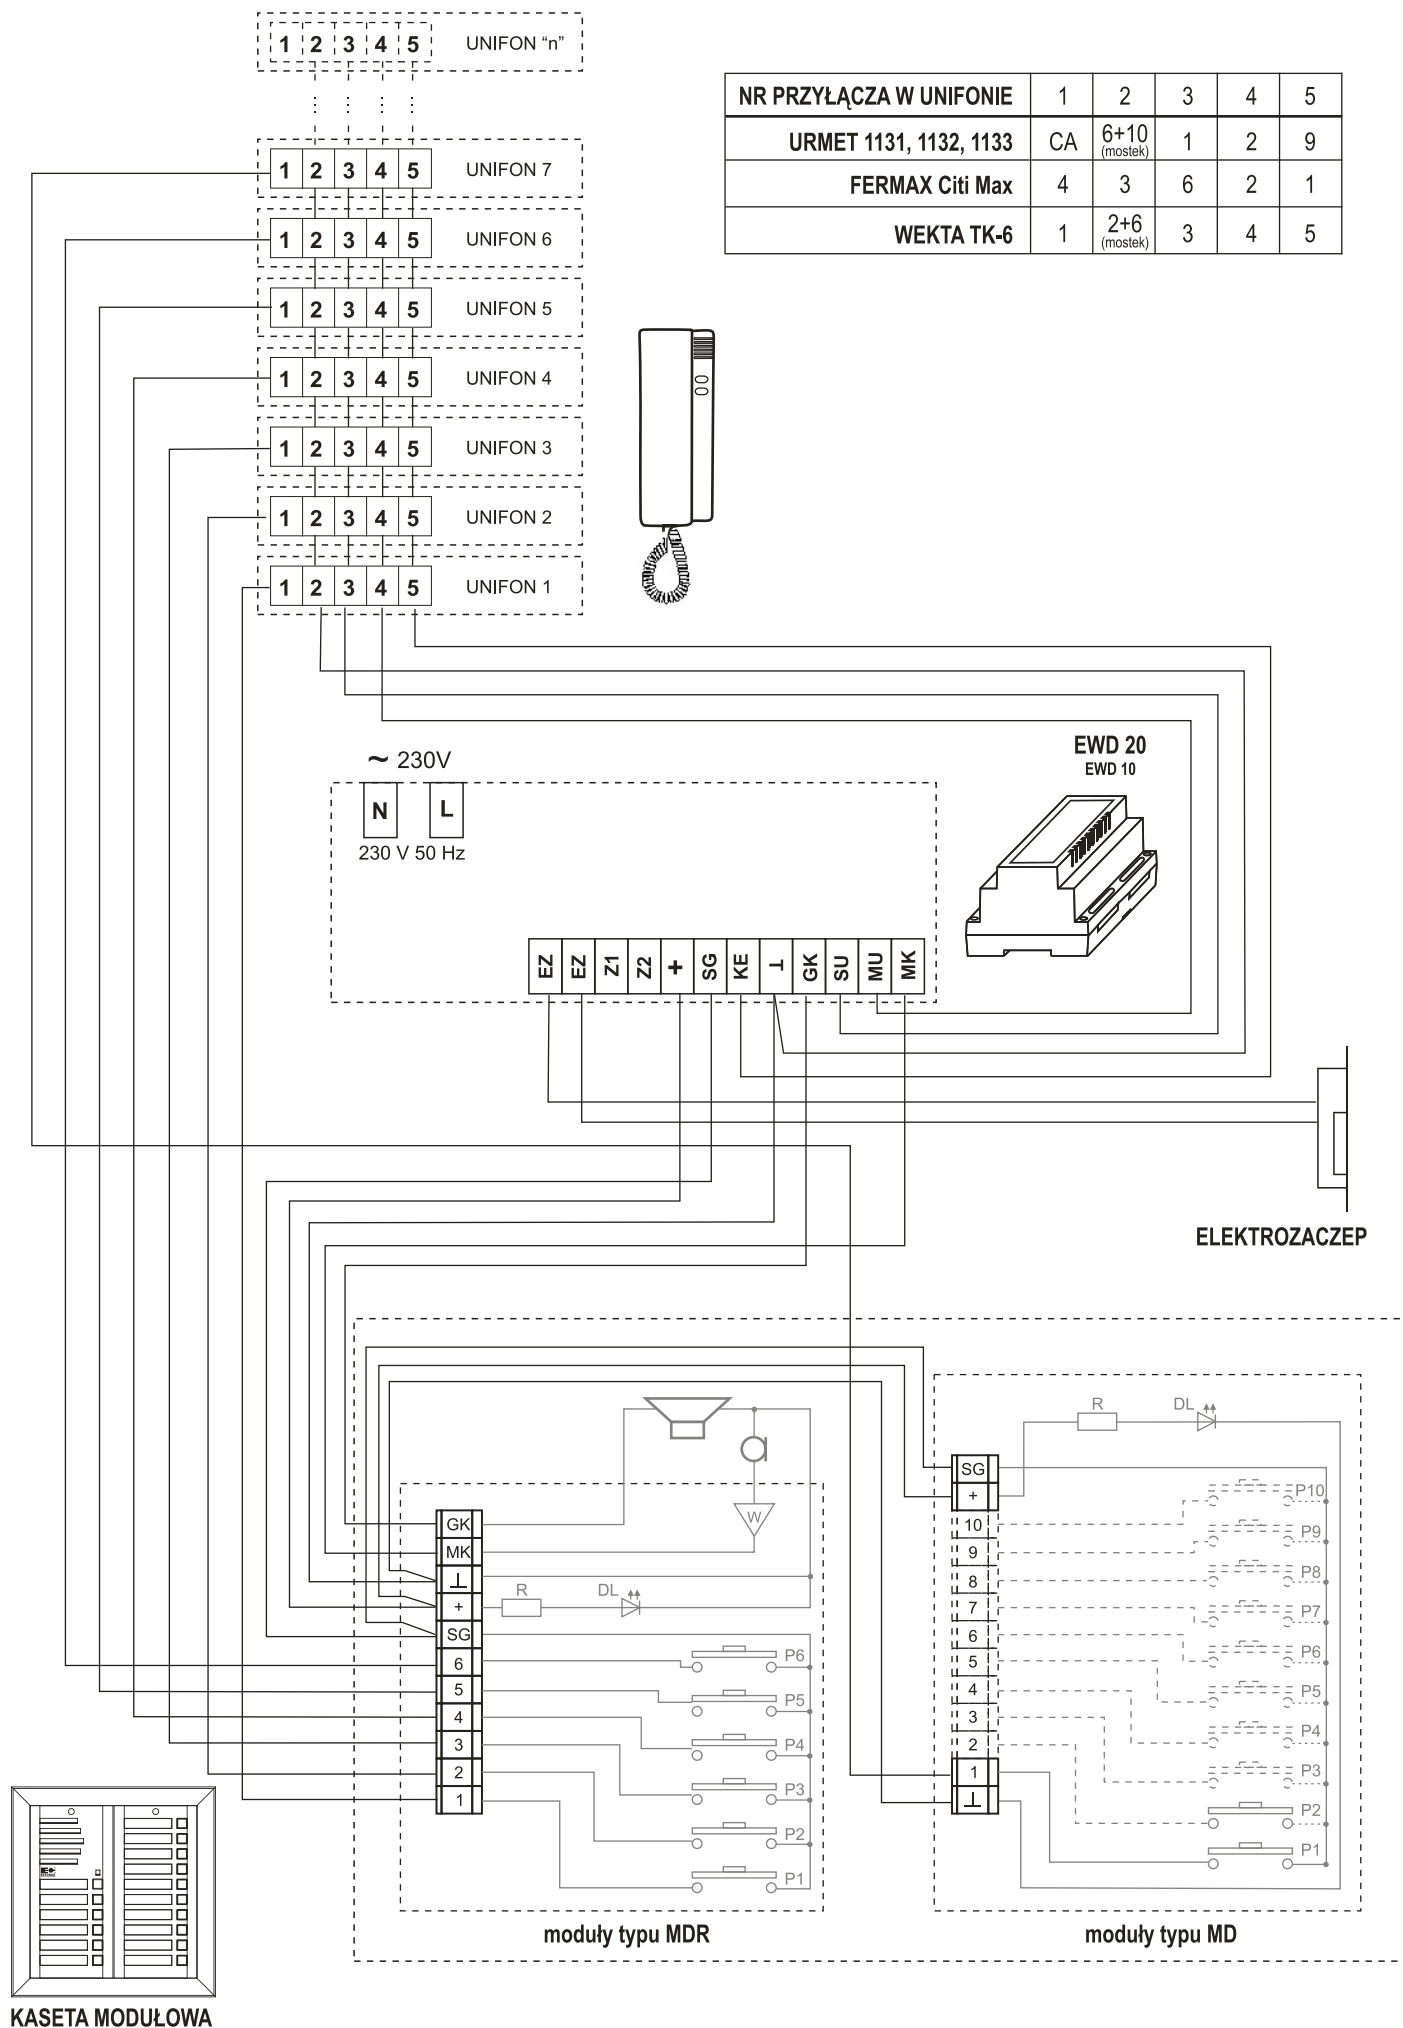 1 2 3 4 5 UNIFON "n"
NR PRZYŁĄCZA W UNIFONIE 1 2 3 4 5
URMET 1131, 1132, 1133 CA 6+10 (mostek) 1 2 9
FERMAX Citi Max 4 3 6 2 1
WEKTA TK-6 1 2+6 (mostek) 3 4 5
1 2 3 4 5 UNIFON 7
1 2 3 4 5 UNIFON 6
1 2 3 4 5 UNIFON 5
1 2 3 4 5 UNIFON 4
1 2 3 4 5 UNIFON 3
1 2 3 4 5 UNIFON 2
1 2 3 4 5 UNIFON 1
~ 230V
N L
230 V 50 Hz
EWD 20
EWD 10
EZ EZ Z1 Z2 + SG KE ⊥ GK SU MU MK
ELEKTROZACZEP
GK
MK
⊥
+
SG
6
5
4
3
2
1
W
R DL
P6
P5
P4
P3
P2
P1
moduły typu MDR
R DL
SG
+
10
9
8
7
6
5
4
3
2
1
⊥
P10
P9
P8
P7
P6
P5
P4
P3
P2
P1
moduły typu MD
KASETA MODUŁOWA